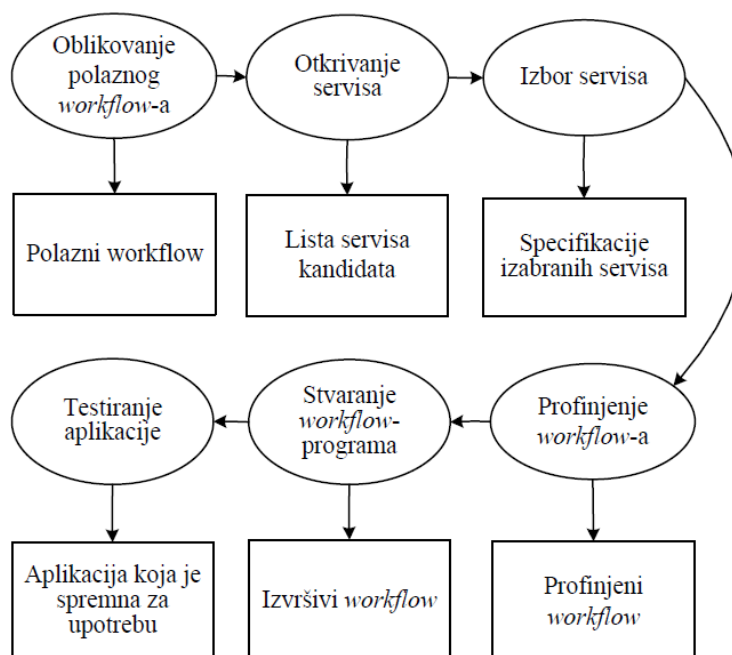 Oblikovanje
polaznog
workflow-a
Otkrivanje
servisa
Izbor servisa
Polazni workflow
Lista servisa
kandidata
Specifikacije
izabranih servisa
Testiranje
aplikacije
Stvaranje
workflow-
programa
Profinjenje
workflow-a
Aplikacija koja je
spremna za
upotrebu
Izvršivi workflow
Profinjeni
workflow